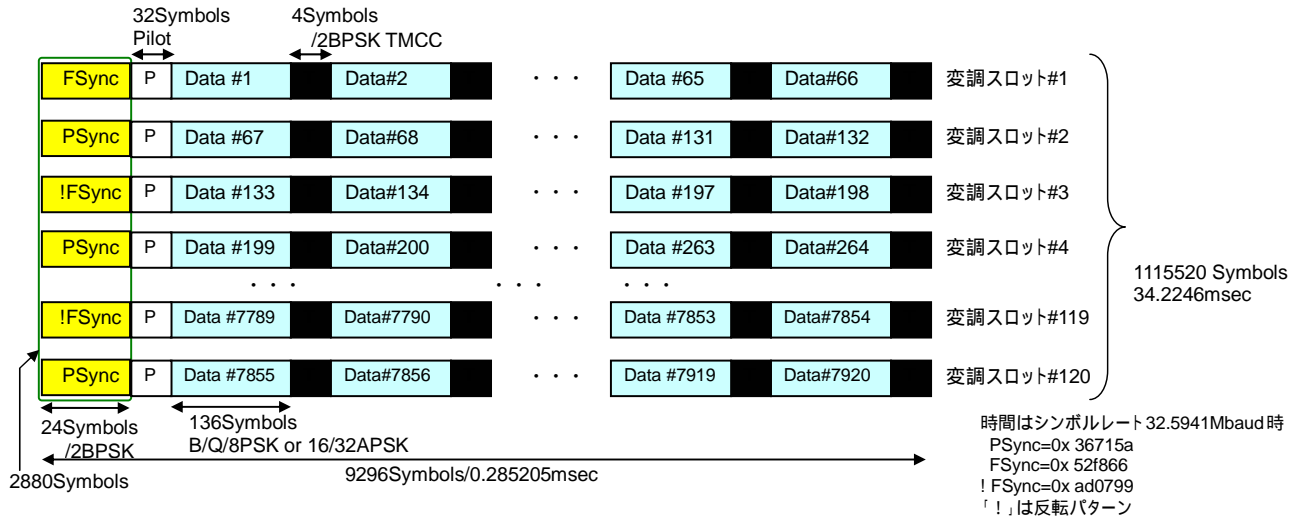 32Symbols
Pilot
4Symbols
/2BPSK TMCC
FSync P Data #1 Data#2 ・・・ Data #65 Data#66 変調スロット#1
PSync P Data #67 Data#68 ・・・ Data #131 Data#132 変調スロット#2
!FSync P Data #133 Data#134 ・・・ Data #197 Data#198 変調スロット#3
PSync P Data #199 Data#200 ・・・ Data #263 Data#264 変調スロット#4
・・・ ・・・ ・・・
!FSync P Data #7789 Data#7790 ・・・ Data #7853 Data#7854 変調スロット#119
PSync P Data #7855 Data#7856 ・・・ Data #7919 Data#7920 変調スロット#120
1115520 Symbols
34.2246msec
24Symbols
/2BPSK
136Symbols
B/Q/8PSK or 16/32APSK
2880Symbols
9296Symbols/0.285205msec
時間はシンボルレート32.5941Mbaud時
PSync=0x 36715a
FSync=0x 52f866
! FSync=0x ad0799
「!」は反転パターン